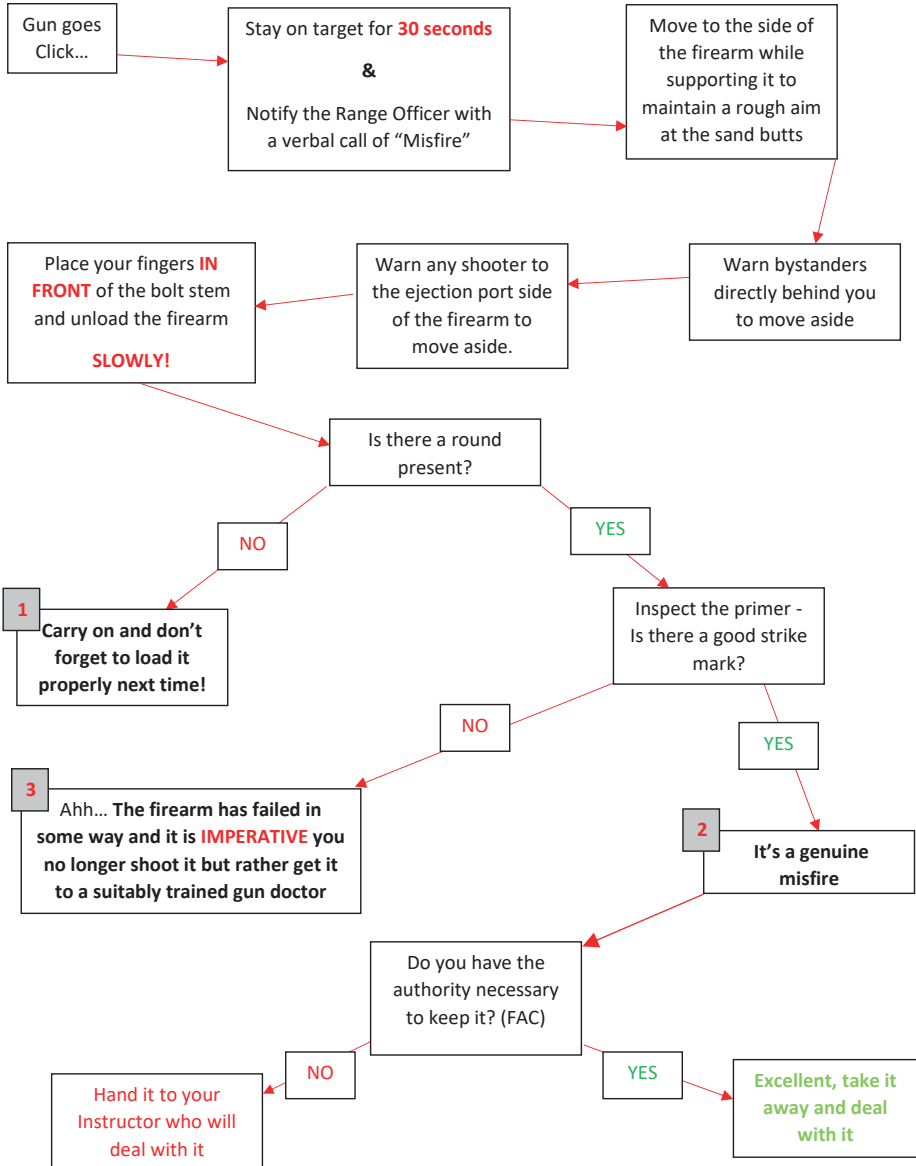 Gun goes
Click…
Stay on target for 30 seconds
&
Notify the Range Officer with
a verbal call of “Misfire”
Move to the side of
the firearm while
supporting it to
maintain a rough aim
at the sand butts
Warn bystanders
directly behind you
to move aside
Warn any shooter to
the ejection port side
of the firearm to
move aside.
Place your fingers IN
FRONT of the bolt stem
and unload the firearm
SLOWLY!
Is there a round
present?
NO
YES
1
Carry on and don’t
forget to load it
properly next time!
Inspect the primer -
Is there a good strike
mark?
NO
YES
3
Ahh… The firearm has failed in
some way and it is IMPERATIVE you
no longer shoot it but rather get it
to a suitably trained gun doctor
2
It’s a genuine
misfire
Do you have the
authority necessary
to keep it? (FAC)
NO
YES
Hand it to your
Instructor who will
deal with it
Excellent, take it
away and deal
with it